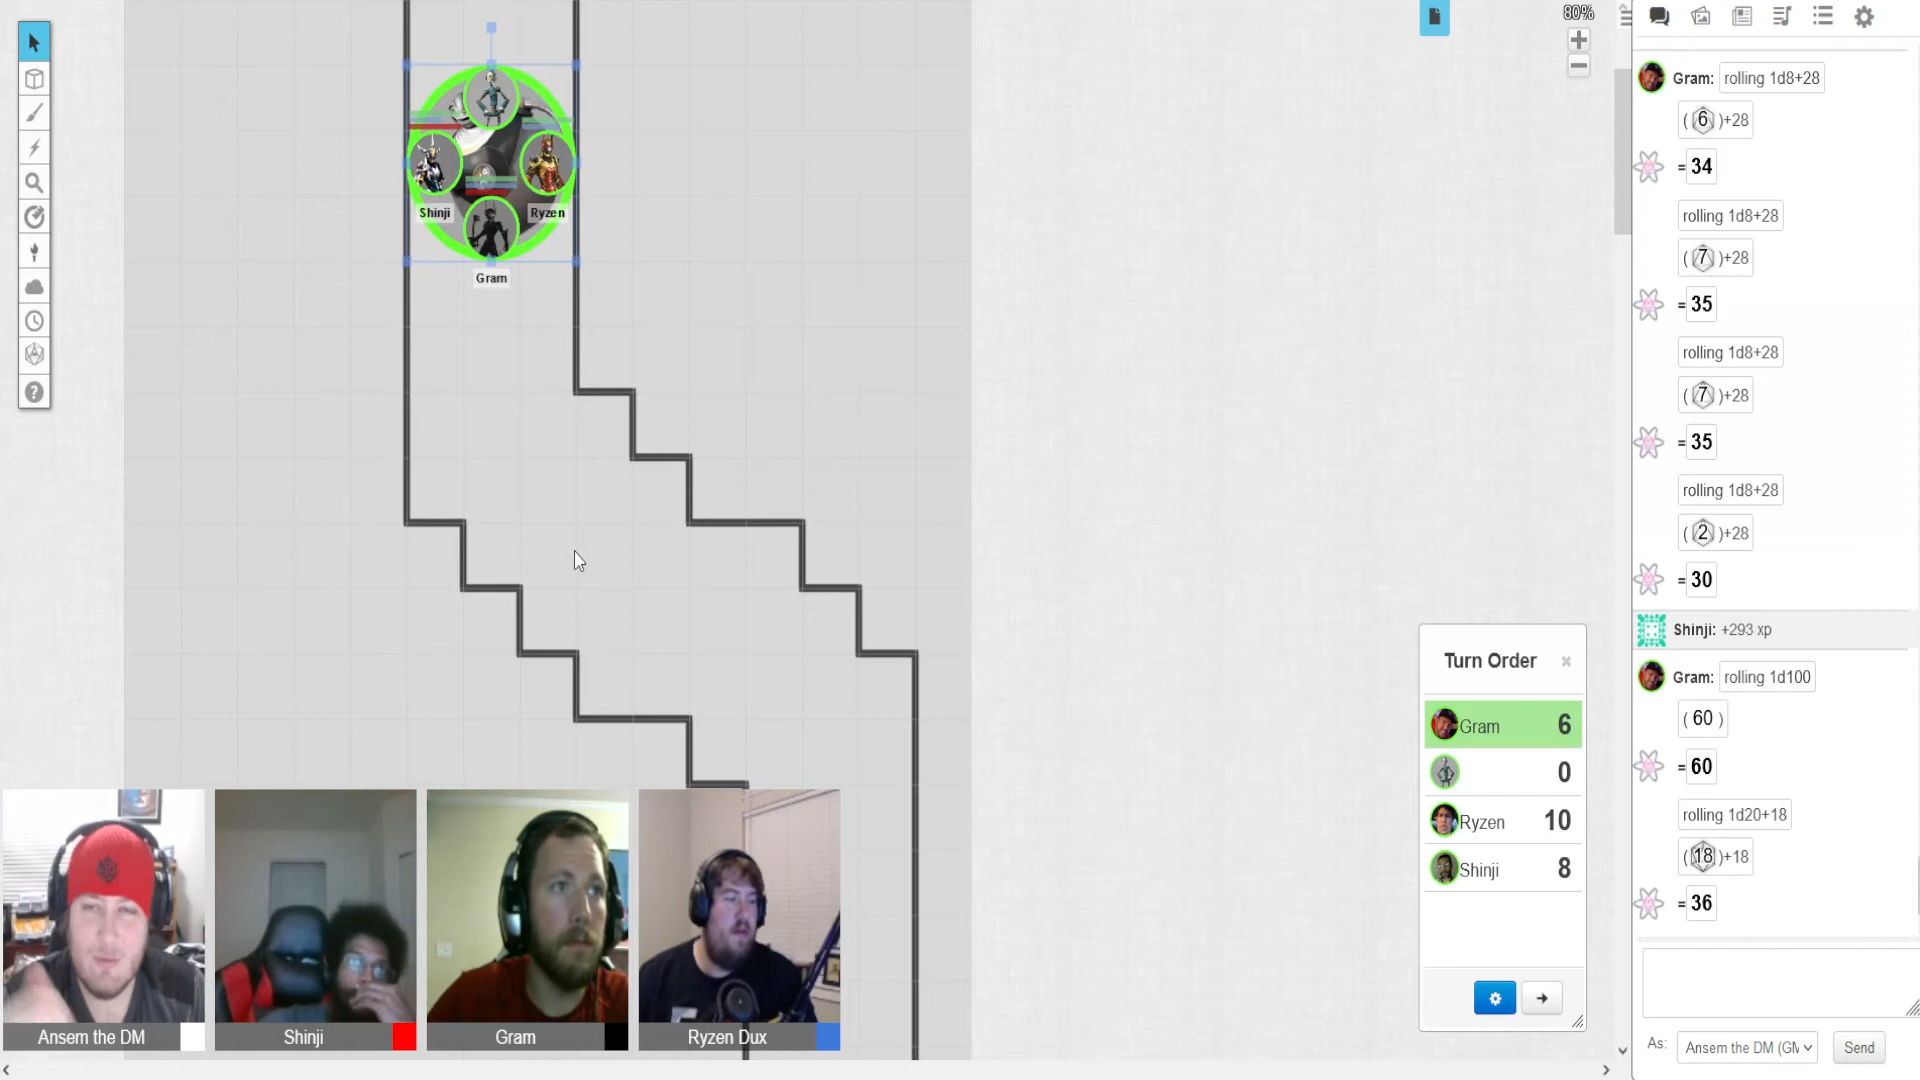 80%
Gram: rolling 1d8+28
(6)+28
=34
rolling 1d8+28
(7)+28
=35
rolling 1d8+28
(7)+28
=35
rolling 1d8+28
(2)+28
=30
Shinji: +293 xp
Gram: rolling 1d100
(60)
=60
rolling 1d20+18
(18)+18
=36
As: Ansem the DM (GM
Send
Shinji
Ryzen
Gram
Turn Order ×
Gram 6
0
Ryzen 10
Shinji 8
Ansem the DM
Shinji
Gram
Ryzen Dux